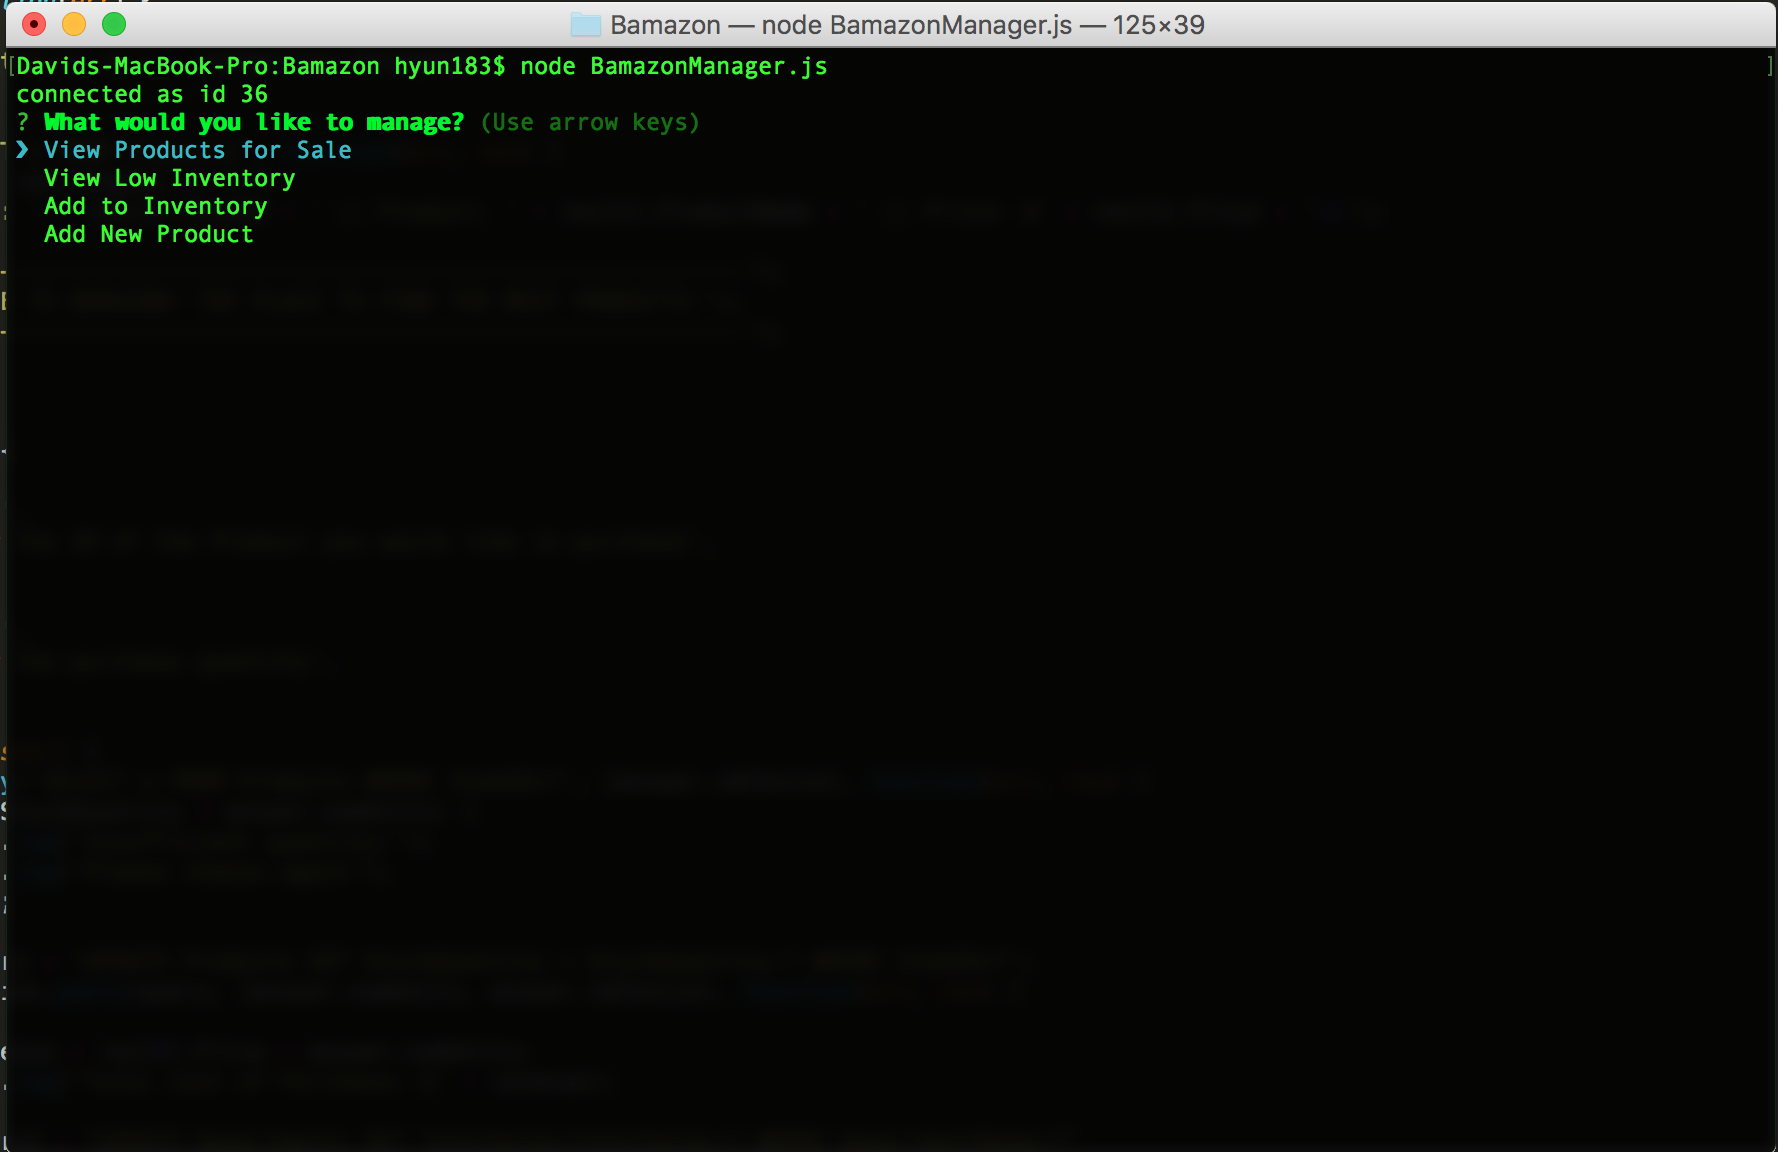 Bamazon — node BamazonManager.js — 125×39
[Davids-MacBook-Pro:Bamazon hyun183$ node BamazonManager.js ]
connected as id 36
? What would you like to manage? (Use arrow keys)
❯ View Products for Sale
View Low Inventory
Add to Inventory
Add New Product